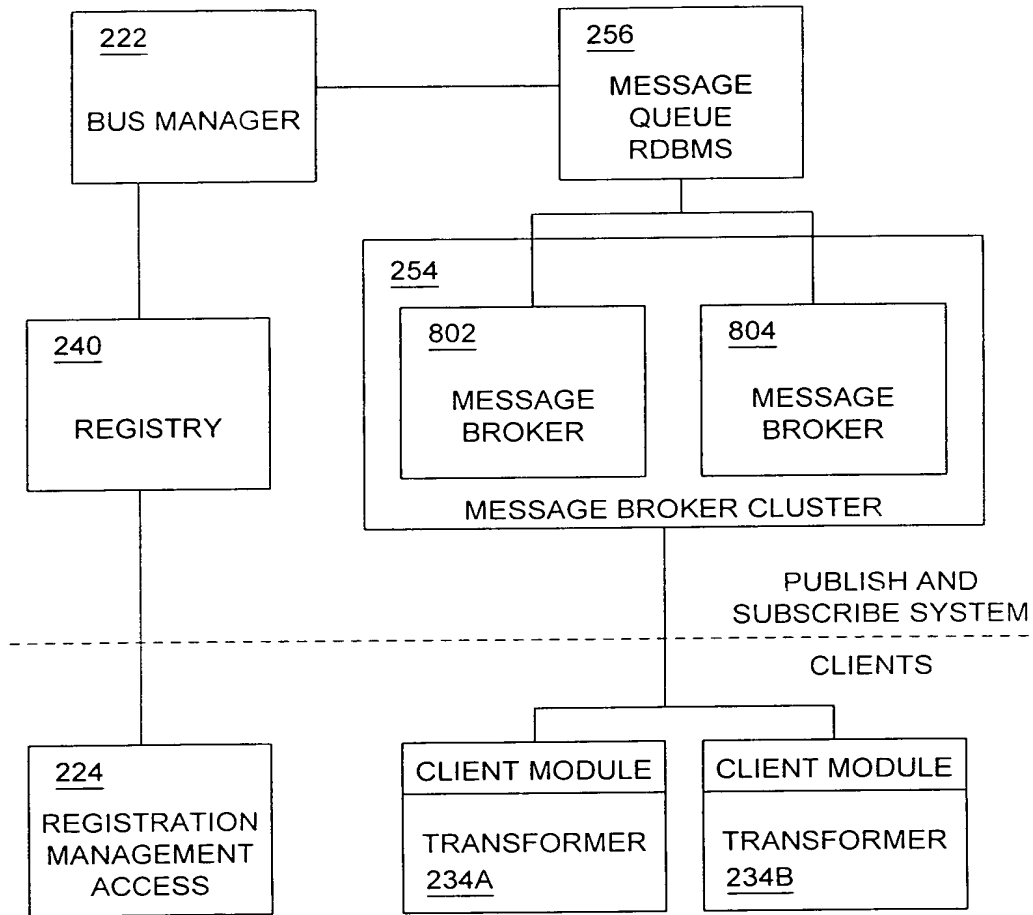 222
BUS MANAGER
256
MESSAGE
QUEUE
RDBMS
254
802
MESSAGE
BROKER
804
MESSAGE
BROKER
MESSAGE BROKER CLUSTER
240
REGISTRY
PUBLISH AND
SUBSCRIBE SYSTEM
CLIENTS
224
REGISTRATION
MANAGEMENT
ACCESS
CLIENT MODULE
TRANSFORMER
234A
CLIENT MODULE
TRANSFORMER
234B